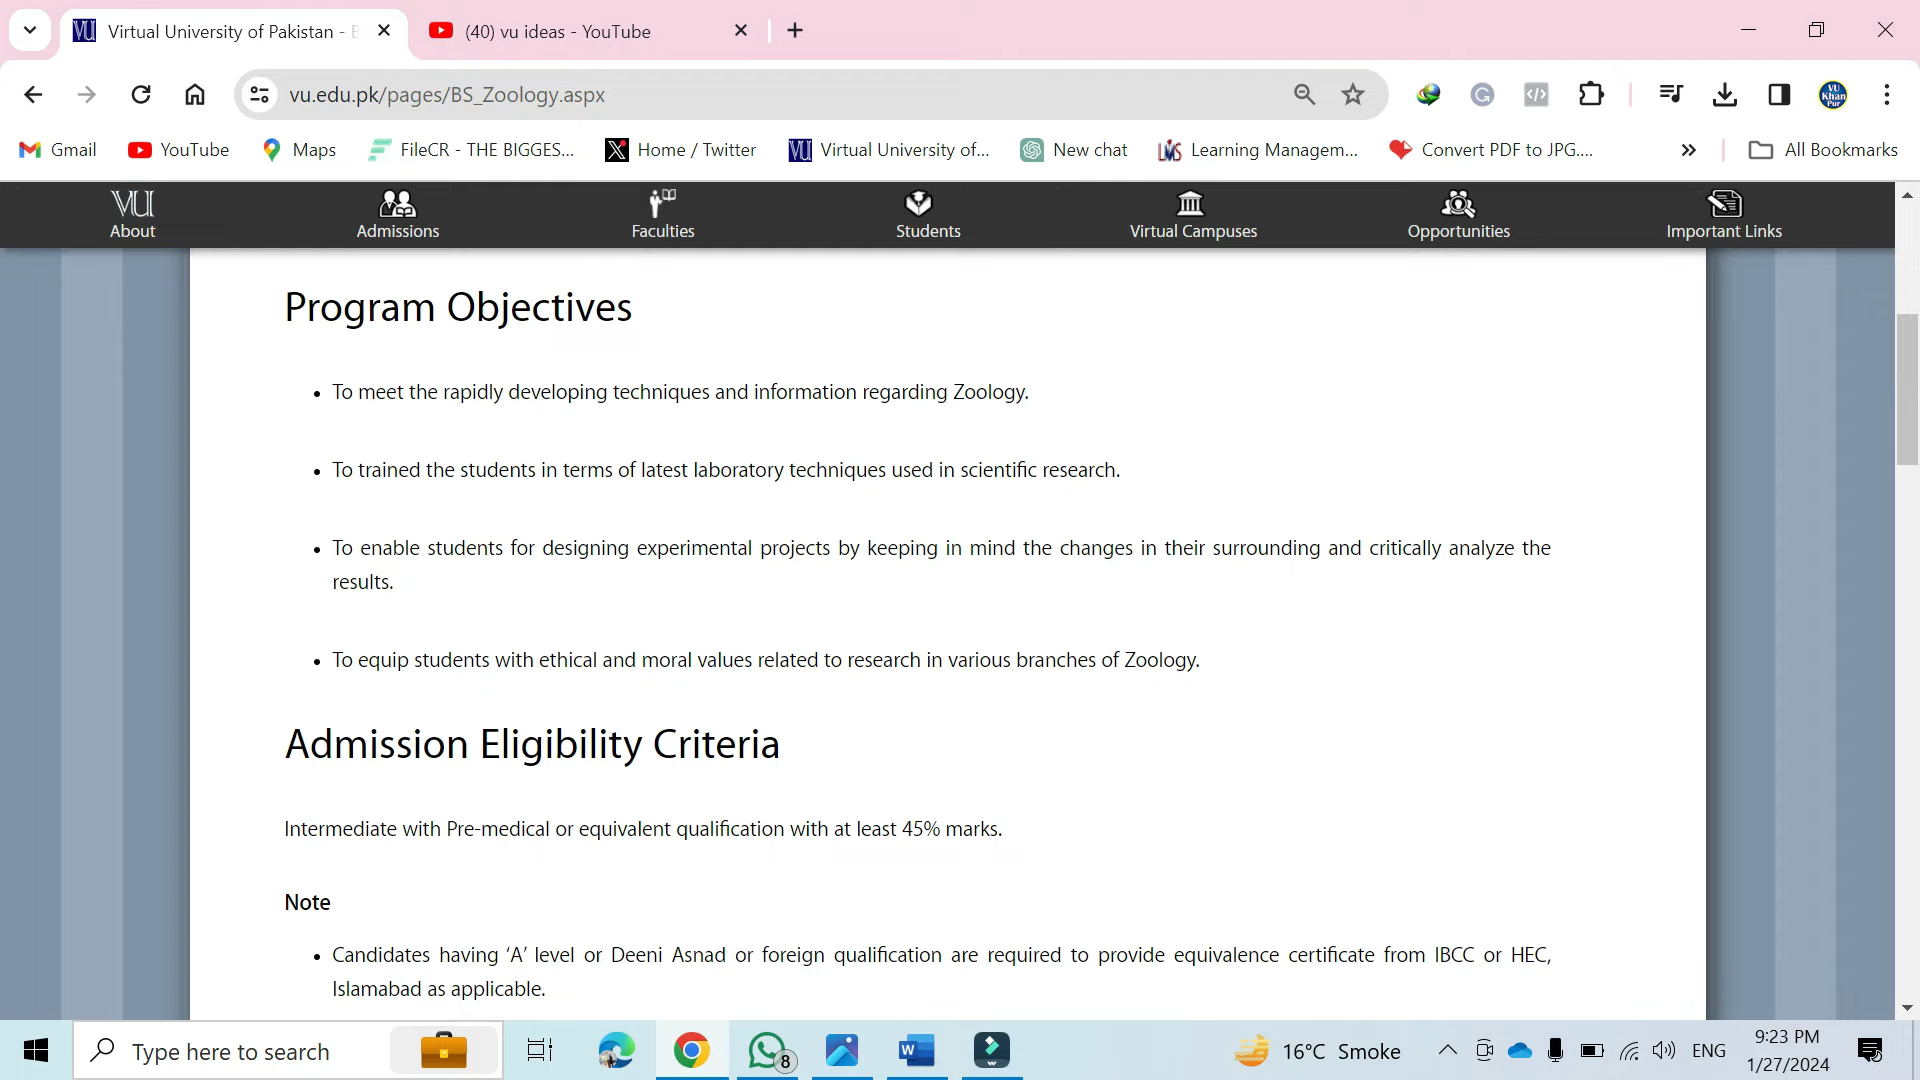 Virtual University of Pakistan -
(40) vu ideas - YouTube
vu.edu.pk/pages/BS_Zoology.aspx
VU Khan Pur
Gmail
YouTube
Maps
FileCR - THE BIGGES...
Home / Twitter
Virtual University of...
New chat
Learning Managem...
Convert PDF to JPG....
All Bookmarks
VU
About
Admissions
Faculties
Students
Virtual Campuses
Opportunities
Important Links
Program Objectives
To meet the rapidly developing techniques and information regarding Zoology.
To trained the students in terms of latest laboratory techniques used in scientific research.
To enable students for designing experimental projects by keeping in mind the changes in their surrounding and critically analyze the
results.
To equip students with ethical and moral values related to research in various branches of Zoology.
Admission Eligibility Criteria
Intermediate with Pre-medical or equivalent qualification with at least 45% marks.
Note
Candidates having ‘A’ level or Deeni Asnad or foreign qualification are required to provide equivalence certificate from IBCC or HEC,
Islamabad as applicable.
Type here to search
8
16°C Smoke
ENG
9:23 PM
1/27/2024